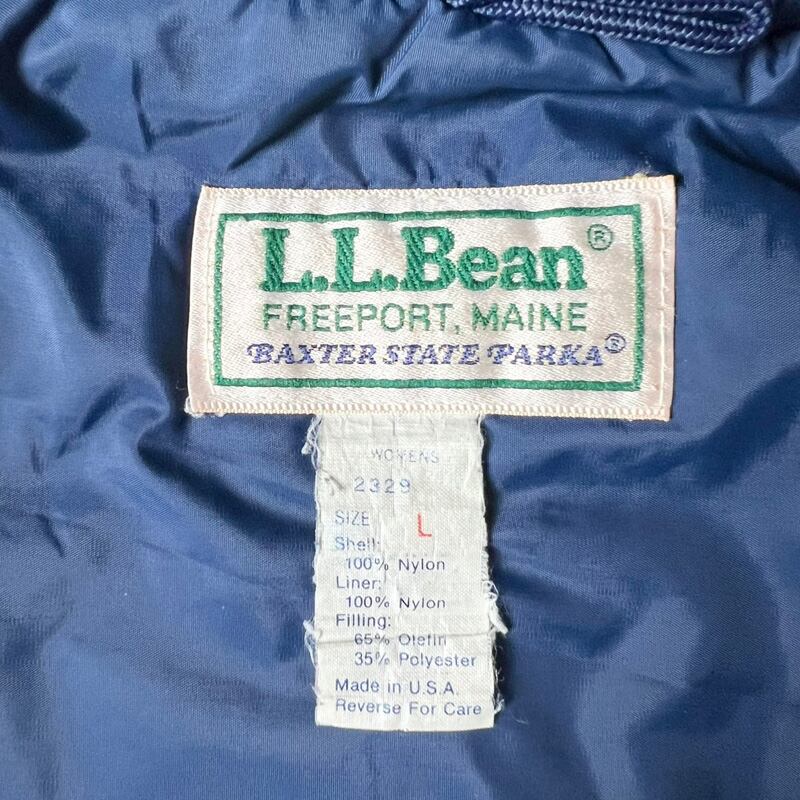 L.L.Bean®
FREEPORT, MAINE
BAXTER STATE PARKA®
WOMENS
2329
SIZE L
Shell:
100% Nylon
Liner:
100% Nylon
Filling:
65% Olefin
35% Polyester
Made in U.S.A.
Reverse For Care